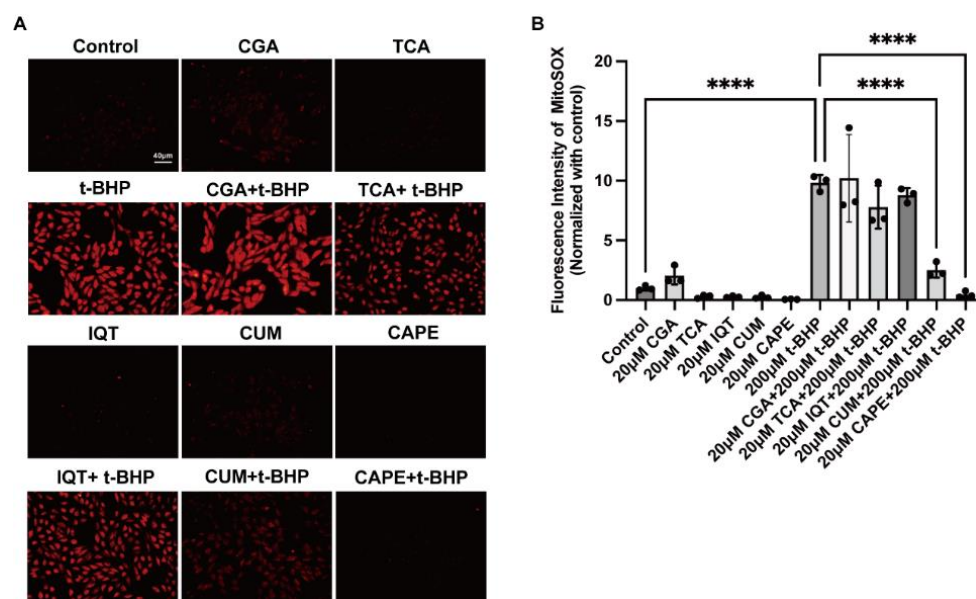 A
Control CGA TCA
40μm
t-BHP CGA+t-BHP TCA+ t-BHP
IQT CUM CAPE
IQT+ t-BHP CUM+t-BHP CAPE+t-BHP
B
Fluorescence Intensity of MitoSOX
(Normalized with control)
20
15
10
5
0
****
****
****
Control
20μM CGA
20μM TCA
20μM IQT
20μM CUM
20μM CAPE
200μM t-BHP
20μM CGA+200μM t-BHP
20μM TCA+200μM t-BHP
20μM IQT+200μM t-BHP
20μM CUM+200μM t-BHP
20μM CAPE+200μM t-BHP